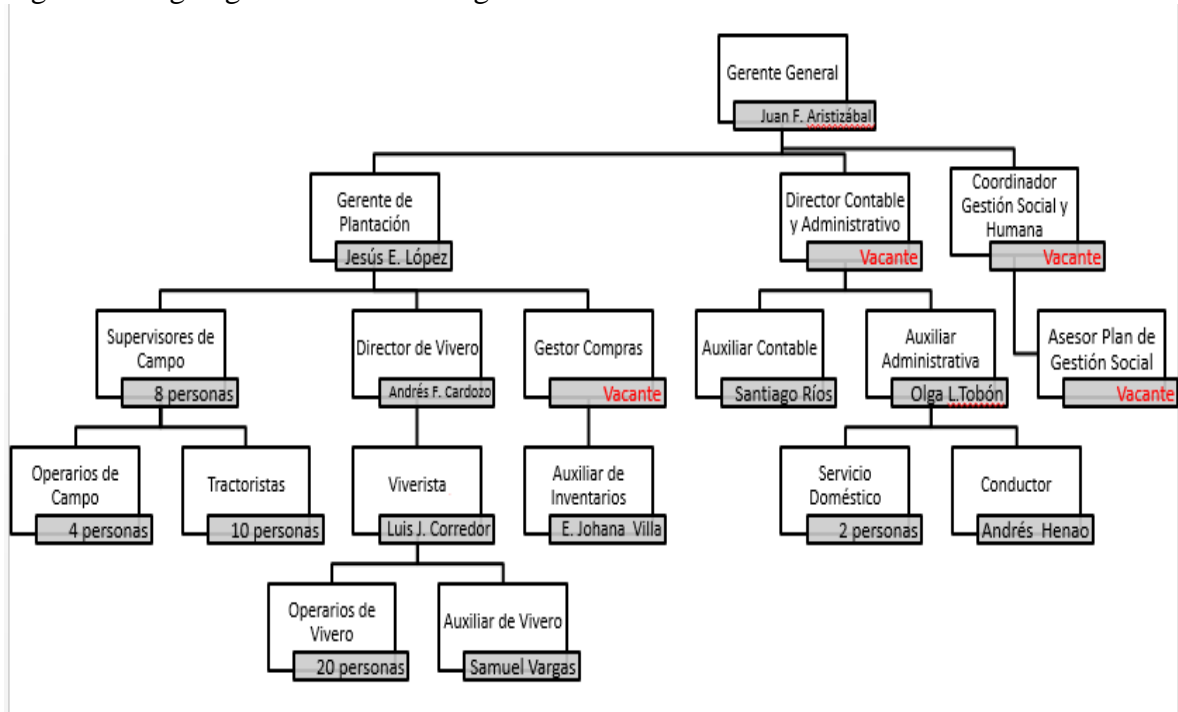 Gerente General
Juan F. Aristizábal
Gerente de
Plantación
Jesús E. López
Director Contable
y Administrativo
Vacante
Coordinador
Gestión Social y
Humana
Vacante
Supervisores de
Campo
8 personas
Director de Vivero
Andrés F. Cardozo
Gestor Compras
Vacante
Auxiliar Contable
Santiago Ríos
Auxiliar
Administrativa
Olga L.Tobón
Asesor Plan de
Gestión Social
Vacante
Operarios de
Campo
4 personas
Tractoristas
10 personas
Viverista
Luis J. Corredor
Auxiliar de
Inventarios
E. Johana Villa
Servicio
Doméstico
2 personas
Conductor
Andrés Henao
Operarios de
Vivero
20 personas
Auxiliar de Vivero
Samuel Vargas